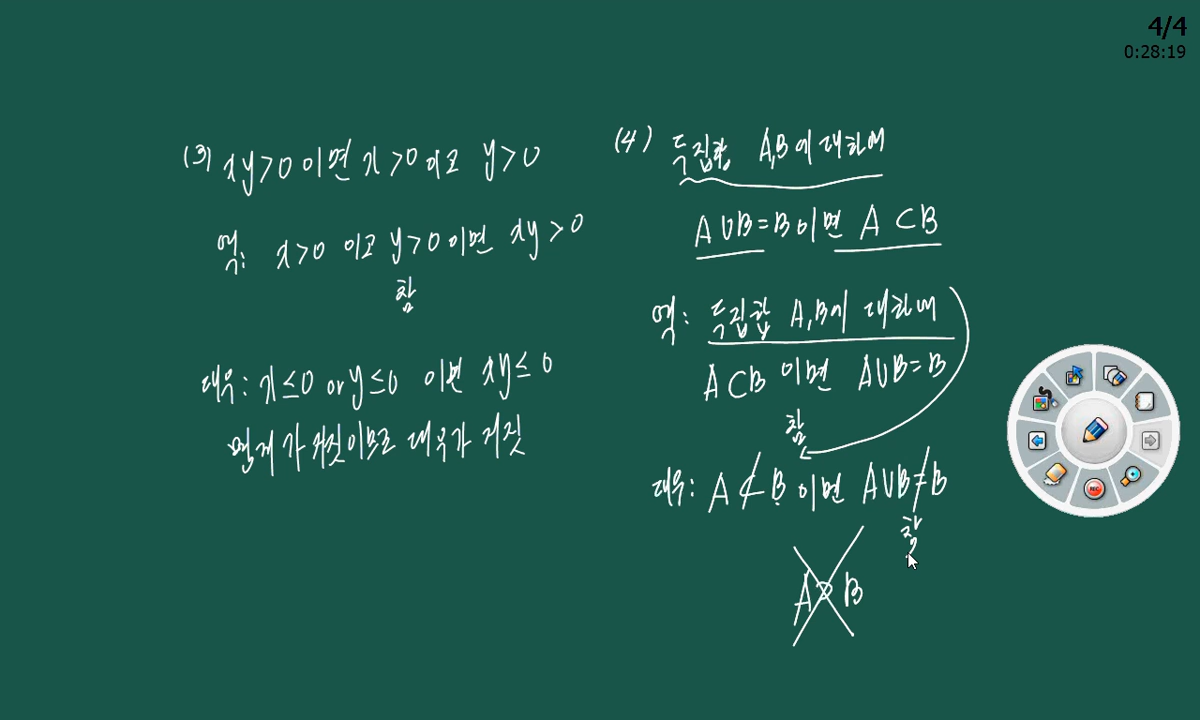 4/4
0:28:19
(3) xy>0 이면 x>0 이고 y>0
역: x>0 이고 y>0 이면 xy>0
참
대우: x≤0 or y≤0 이면 xy≤0
명제가 거짓이므로 대우가 거짓
(4) 두집합 A,B에 대하여
A∪B=B이면 A⊂B
역: 두집합 A,B에 대하여
A⊂B 이면 A∪B=B
참
대우: A⊄B 이면 A∪B≠B
참
A⊃B
REC